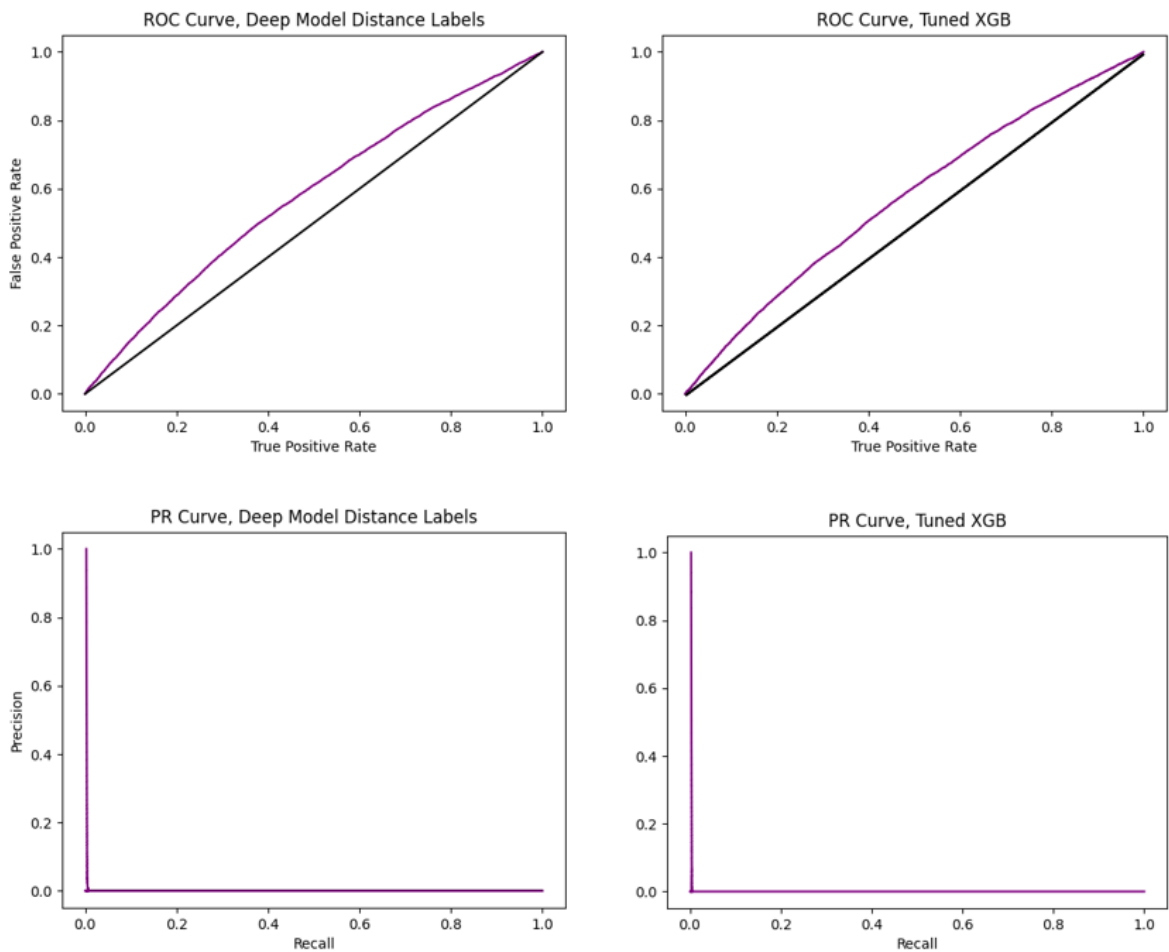 ROC Curve, Deep Model Distance Labels
1.0
0.8
0.6
0.4
0.2
0.0
False Positive Rate
0.0 0.2 0.4 0.6 0.8 1.0
True Positive Rate
ROC Curve, Tuned XGB
1.0
0.8
0.6
0.4
0.2
0.0
0.0 0.2 0.4 0.6 0.8 1.0
True Positive Rate
PR Curve, Deep Model Distance Labels
1.0
0.8
0.6
0.4
0.2
0.0
Precision
0.0 0.2 0.4 0.6 0.8 1.0
Recall
PR Curve, Tuned XGB
1.0
0.8
0.6
0.4
0.2
0.0
0.0 0.2 0.4 0.6 0.8 1.0
Recall